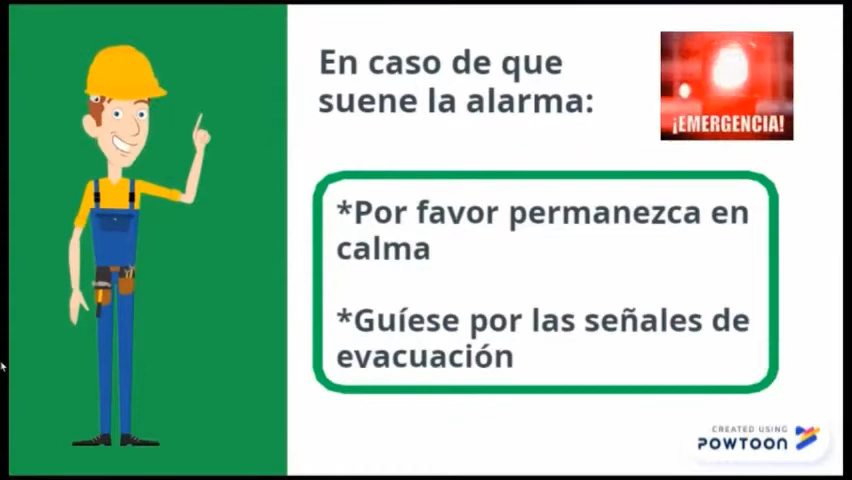 En caso de que
suene la alarma:
¡EMERGENCIA!
*Por favor permanezca en
calma
*Guíese por las señales de
evacuación
CREATED USING
POWTOON